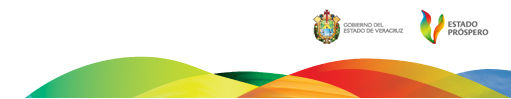 GOBIERNO DEL
ESTADO DE VERACRUZ
ESTADO
PRÓSPERO